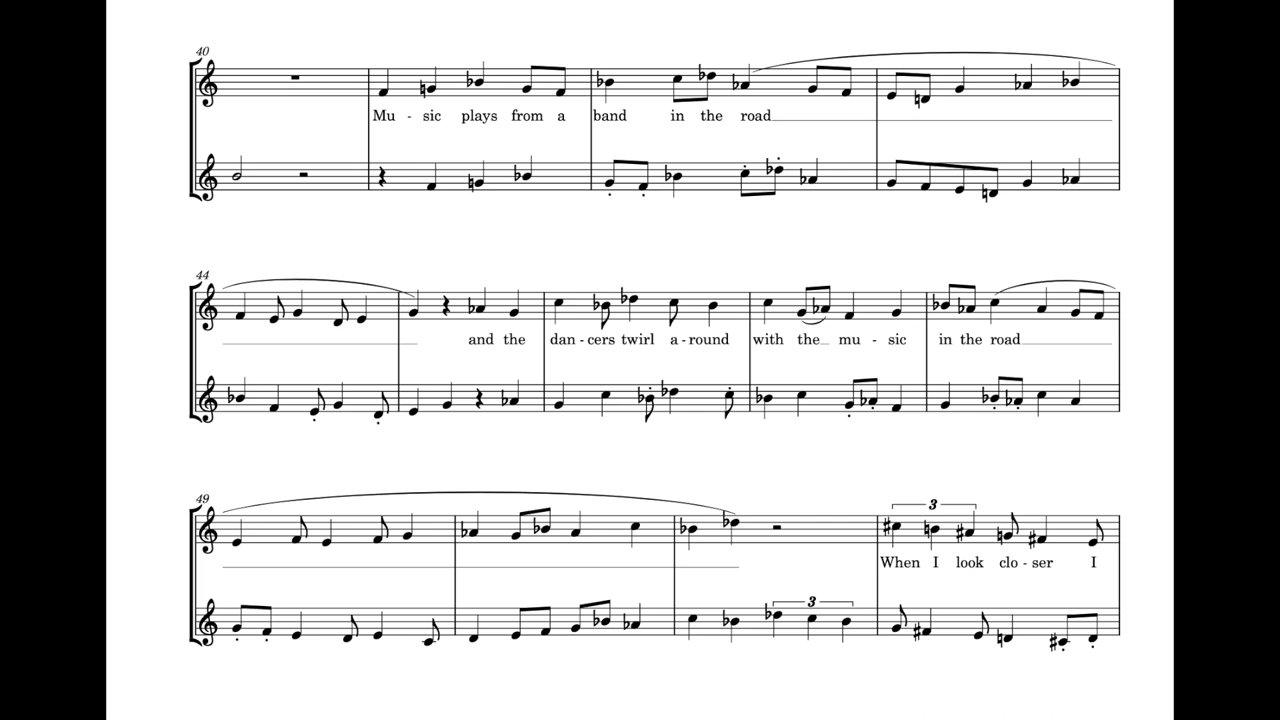 40
Mu - sic plays from a band in the road
44
and the dan - cers twirl a - round with the mu - sic in the road
49
3
When I look clo - ser I
3